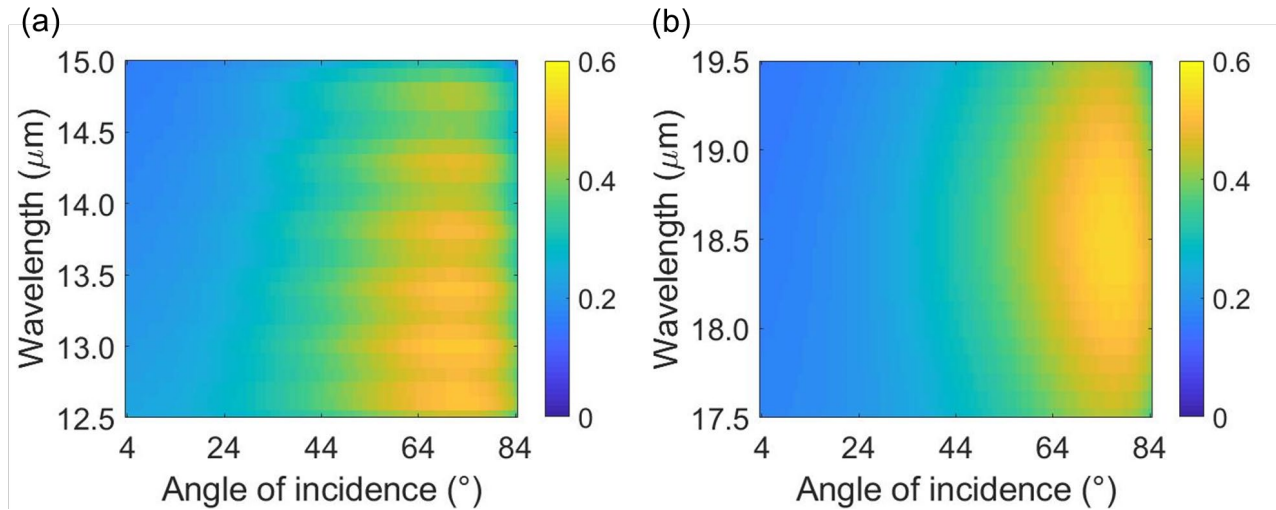 (a)
Wavelength (μm)
15.0
14.5
14.0
13.5
13.0
12.5
4 24 44 64 84
Angle of incidence (°)
0.6
0.4
0.2
0
(b)
Wavelength (μm)
19.5
19.0
18.5
18.0
17.5
4 24 44 64 84
Angle of incidence (°)
0.6
0.4
0.2
0